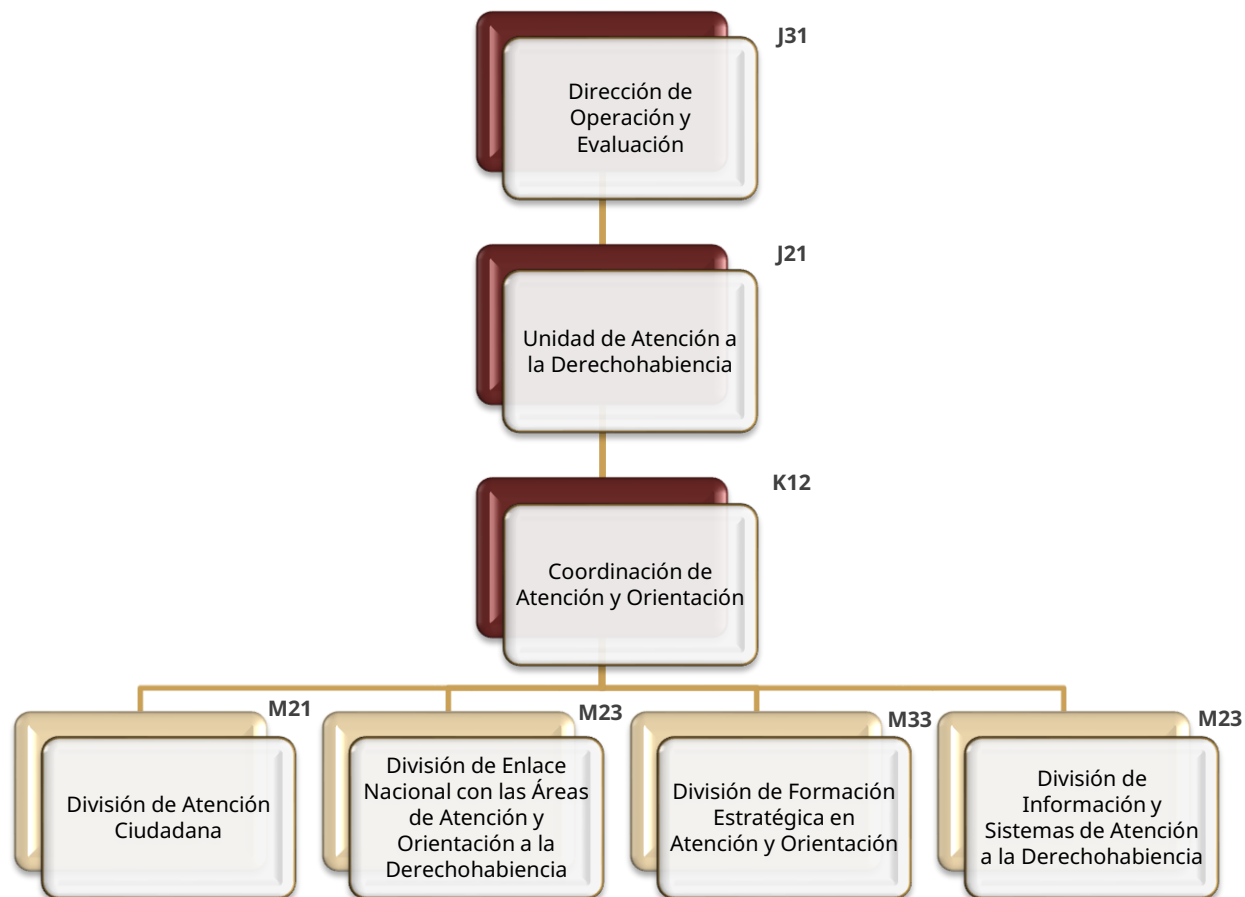 J31
Dirección de
Operación y
Evaluación
J21
Unidad de Atención a
la Derechohabiencia
K12
Coordinación de
Atención y Orientación
M21
División de Atención
Ciudadana
M23
División de Enlace
Nacional con las Áreas
de Atención y
Orientación a la
Derechohabiencia
M33
División de Formación
Estratégica en
Atención y Orientación
M23
División de
Información y
Sistemas de Atención
a la Derechohabiencia